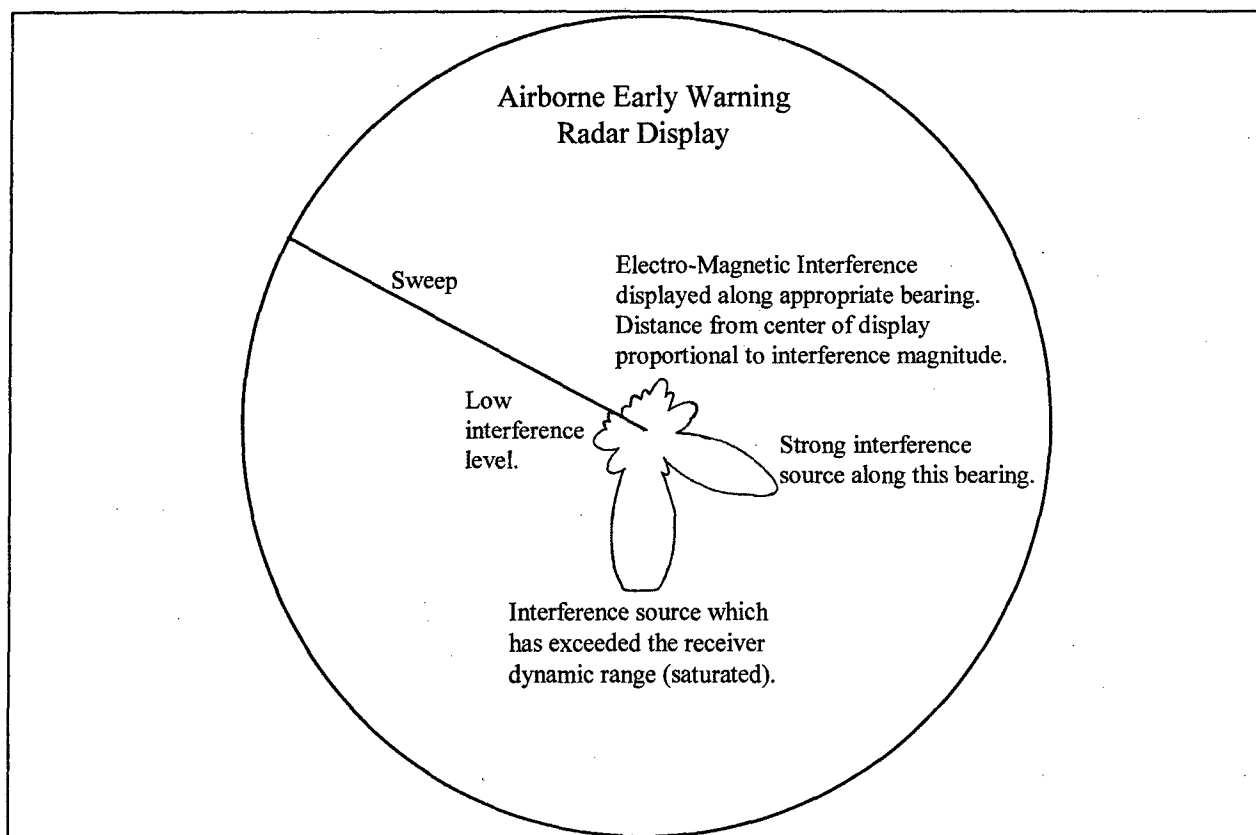 Airborne Early Warning
Radar Display
Sweep
Electro-Magnetic Interference
displayed along appropriate bearing.
Distance from center of display
proportional to interference magnitude.
Low
interference
level.
Strong interference
source along this bearing.
Interference source which
has exceeded the receiver
dynamic range (saturated).